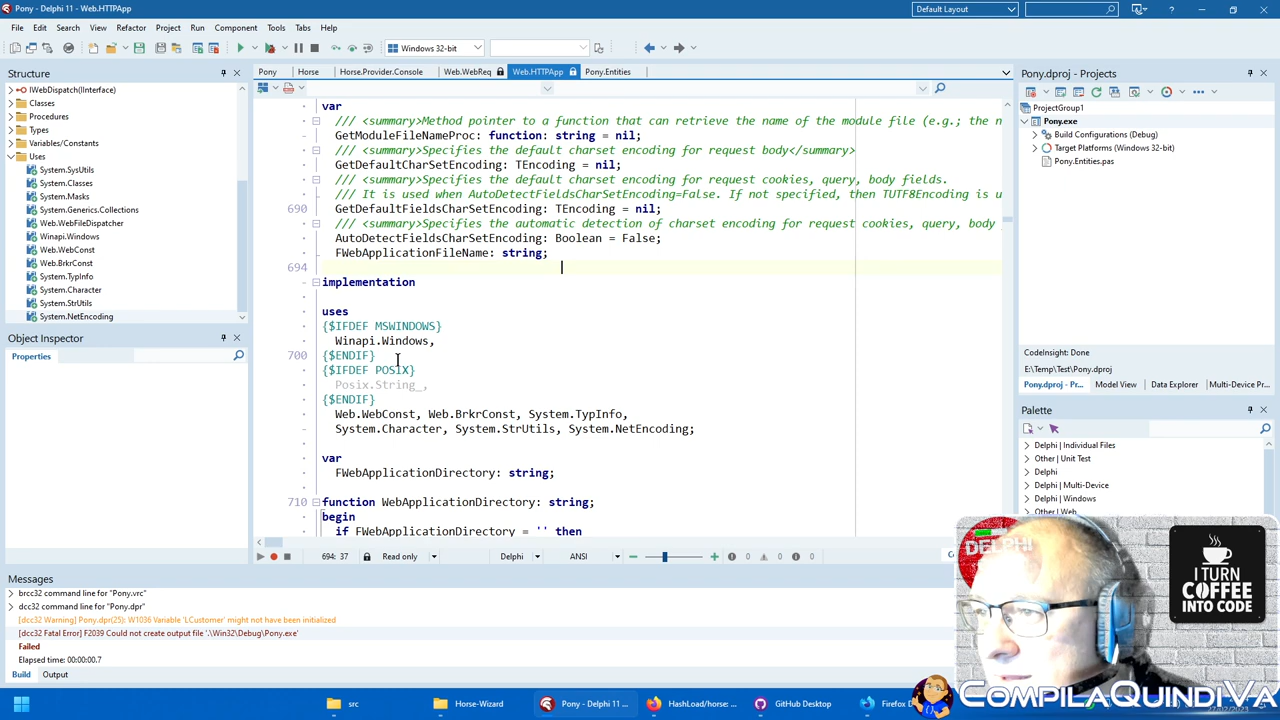 Pony - Delphi 11 - Web.HTTPApp
Default Layout
File Edit Search View Refactor Project Run Component Tools Tabs Help
Windows 32-bit
Structure
IWebDispatch(IInterface)
Classes
Procedures
Types
Variables/Constants
Uses
System.SysUtils
System.Classes
System.Masks
System.Generics.Collections
Web.WebFileDispatcher
Winapi.Windows
Web.WebConst
Web.BrkrConst
System.TypInfo
System.Character
System.StrUtils
System.NetEncoding
Object Inspector
Properties
Pony Horse Horse.Provider.Console Web.WebReq Web.HTTPApp Pony.Entities
var
/// <summary>Method pointer to a function that can retrieve the name of the module file (e.g.; the n
GetModuleFileNameProc: function: string = nil;
/// <summary>Specifies the default charset encoding for request body</summary>
GetDefaultCharSetEncoding: TEncoding = nil;
/// <summary>Specifies the default charset encoding for request cookies, query, body fields.
/// It is used when AutoDetectFieldsCharSetEncoding=False. If not specified, then TUTF8Encoding is u
690 GetDefaultFieldsCharSetEncoding: TEncoding = nil;
/// <summary>Specifies the automatic detection of charset encoding for request cookies, query, body
AutoDetectFieldsCharSetEncoding: Boolean = False;
FWebApplicationFileName: string;
694
implementation
uses
{$IFDEF MSWINDOWS}
Winapi.Windows,
700 {$ENDIF}
{$IFDEF POSIX}
Posix.String_,
{$ENDIF}
Web.WebConst, Web.BrkrConst, System.TypInfo,
System.Character, System.StrUtils, System.NetEncoding;
var
FWebApplicationDirectory: string;
710 function WebApplicationDirectory: string;
begin
if FWebApplicationDirectory = '' then
694: 37 Read only Delphi ANSI 0 0 0
Pony.dproj - Projects
ProjectGroup1
Pony.exe
Build Configurations (Debug)
Target Platforms (Windows 32-bit)
Pony.Entities.pas
CodeInsight: Done
E:\Temp\Test\Pony.dproj
Pony.dproj - Pr... Model View Data Explorer Multi-Device Pr
Palette
Delphi | Individual Files
Other | Unit Test
Delphi
Delphi | Multi-Device
Delphi | Windows
Other | Web
Messages
brcc32 command line for "Pony.vrc"
dcc32 command line for "Pony.dpr"
[dcc32 Warning] Pony.dpr(25): W1036 Variable 'LCustomer' might not have been initialized
[dcc32 Fatal Error] F2039 Could not create output file '.\Win32\Debug\Pony.exe'
Failed
Elapsed time: 00:00:00.7
Build Output
DELPHI
I TURN
COFFEE
INTO CODE
COMPILAQUINDIVA
src Horse-Wizard Pony - Delphi 11 ... HashLoad/horse: ... GitHub Desktop